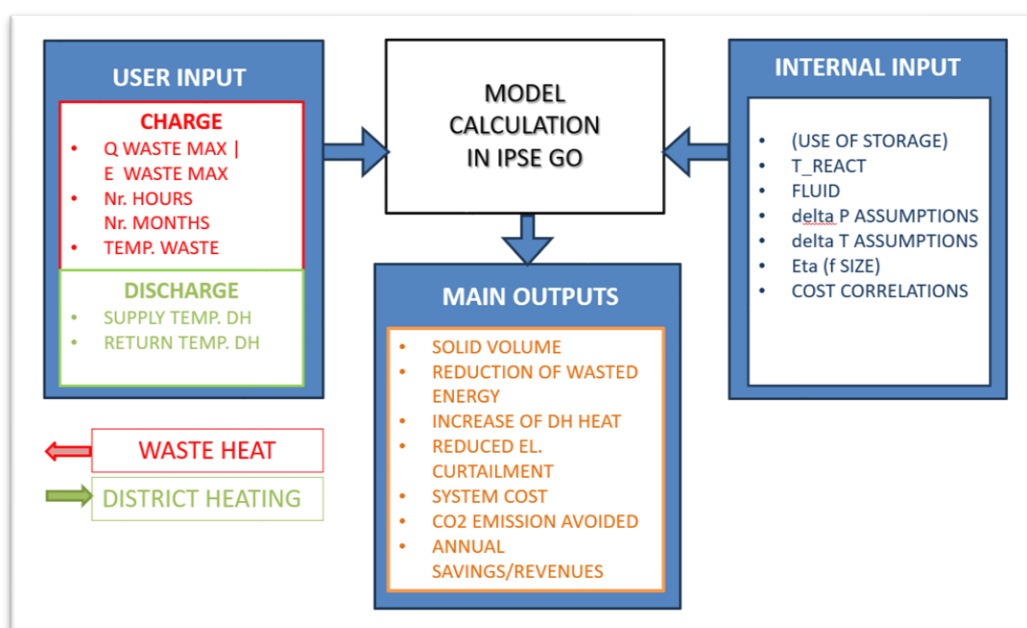 USER INPUT
CHARGE
• Q WASTE MAX |
E WASTE MAX
• Nr. HOURS
Nr. MONTHS
• TEMP. WASTE
DISCHARGE
• SUPPLY TEMP. DH
• RETURN TEMP. DH
MODEL
CALCULATION
IN IPSE GO
INTERNAL INPUT
• (USE OF STORAGE)
• T_REACT
• FLUID
• delta P ASSUMPTIONS
• delta T ASSUMPTIONS
• Eta (f SIZE)
• COST CORRELATIONS
MAIN OUTPUTS
• SOLID VOLUME
• REDUCTION OF WASTED
ENERGY
• INCREASE OF DH HEAT
• REDUCED EL.
CURTAILMENT
• SYSTEM COST
• CO2 EMISSION AVOIDED
• ANNUAL
SAVINGS/REVENUES
WASTE HEAT
DISTRICT HEATING